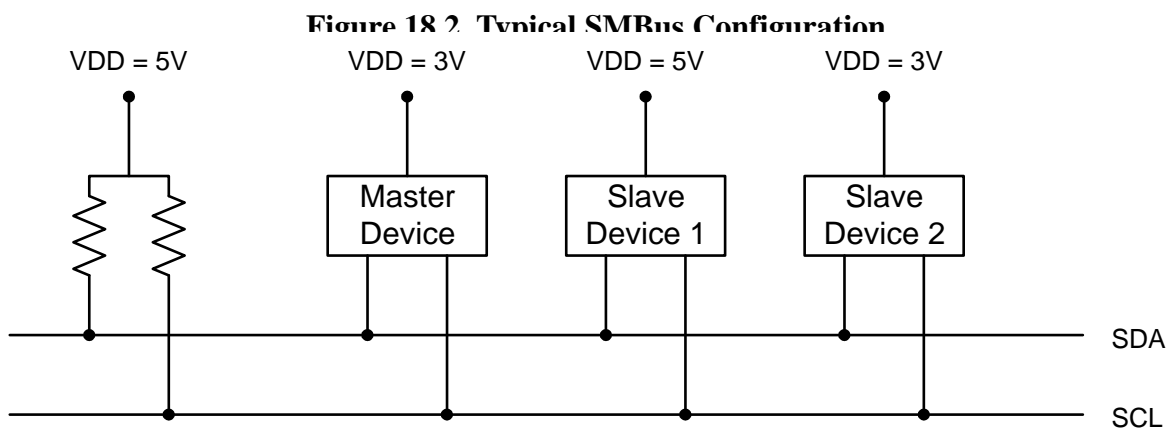 Figure 18.2. Typical SMBus Configuration
VDD = 5V VDD = 3V VDD = 5V VDD = 3V
Master Slave Slave
Device Device 1 Device 2
SDA
SCL